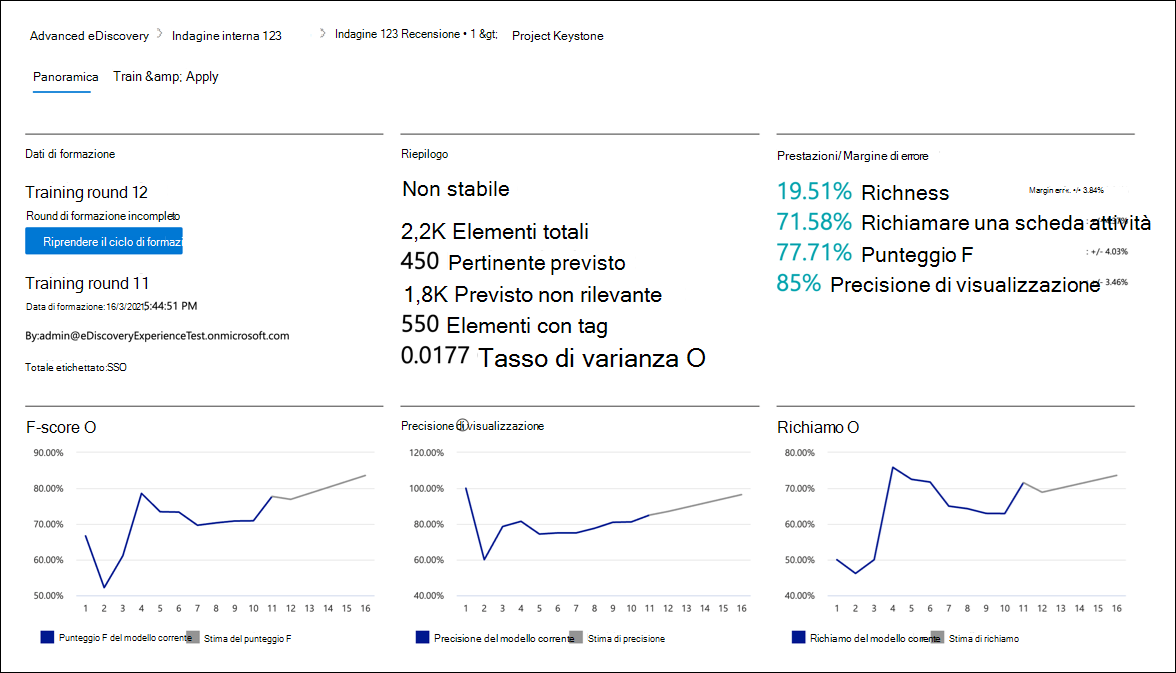 Advanced eDiscovery > Indagine interna 123 > Indagine 123 Recensione • 1 &gt; Project Keystone
Panoramica Train &amp; Apply
Dati di formazione
Training round 12
Round di formazione incompleto
Riprendere il ciclo di formazi
Training round 11
Data di formazione: 16/3/2021 5:44:51 PM
By:admin@eDiscoveryExperienceTest.onmicrosoft.com
Totale etichettato:SSO
Riepilogo
Non stabile
2,2K Elementi totali
450 Pertinente previsto
1,8K Previsto non rilevante
550 Elementi con tag
0.0177 Tasso di varianza O
Prestazioni/ Margine di errore
19.51% Richness Margin err. +/- 3.84%
71.58% Richiamare una scheda attività
77.71% Punteggio F : +/- 4.03%
85% Precisione di visualizzazione - 3.46%
F-score O
90.00%
80.00%
70.00%
60.00%
50.00%
1 2 3 4 5 6 7 8 9 10 11 12 13 14 15 16
Punteggio F del modello corrente Stima del punteggio F
Precisione di visualizzazione
120.00%
100.00%
80.00%
60.00%
40.00%
1 2 3 4 5 6 7 8 9 10 11 12 13 14 15 16
Precisione del modello corrente Stima di precisione
Richiamo O
80.00%
70.00%
60.00%
50.00%
40.00%
1 2 3 4 5 6 7 8 9 10 11 12 13 14 15 16
Richiamo del modello corrente Stima di richiamo